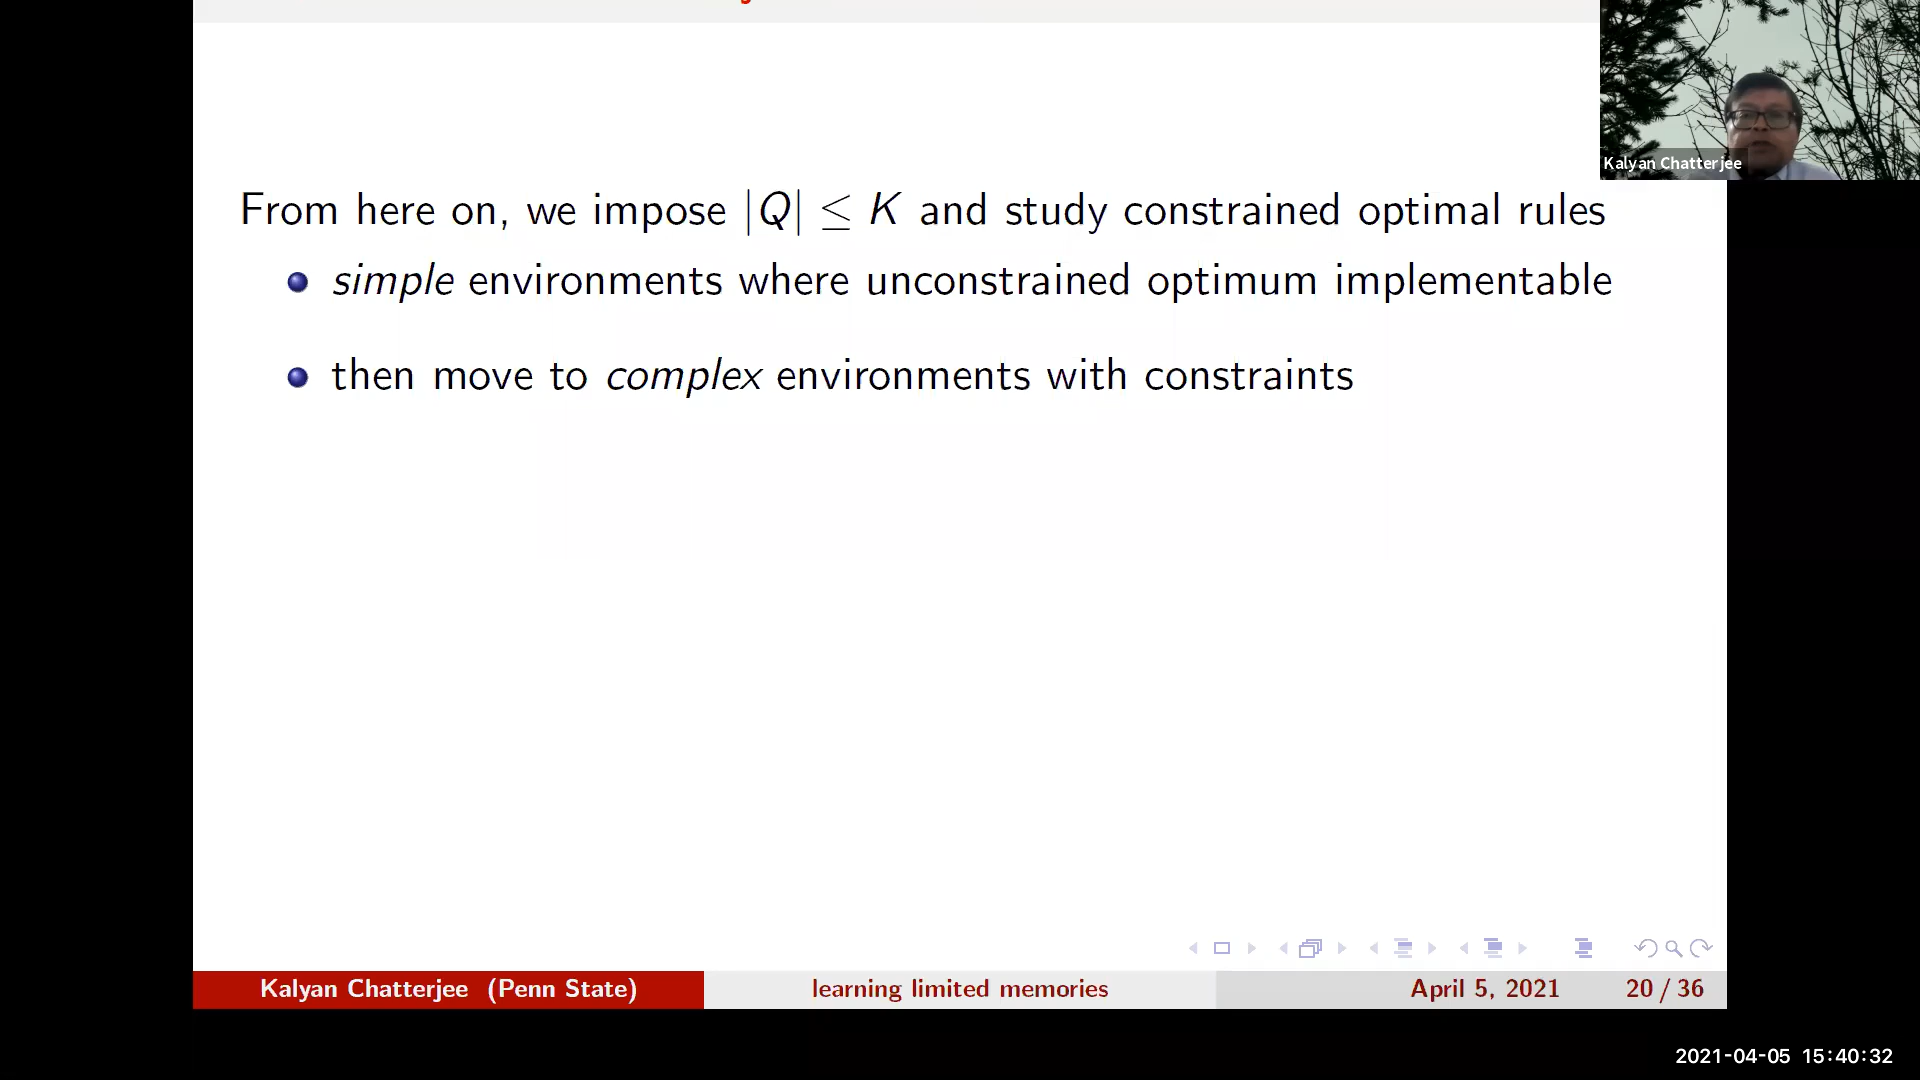 Kalyan Chatterjee
From here on, we impose |Q| ≤ K and study constrained optimal rules
simple environments where unconstrained optimum implementable
then move to complex environments with constraints
Kalyan Chatterjee (Penn State) learning limited memories April 5, 2021 20 / 36
2021-04-05 15:40:32